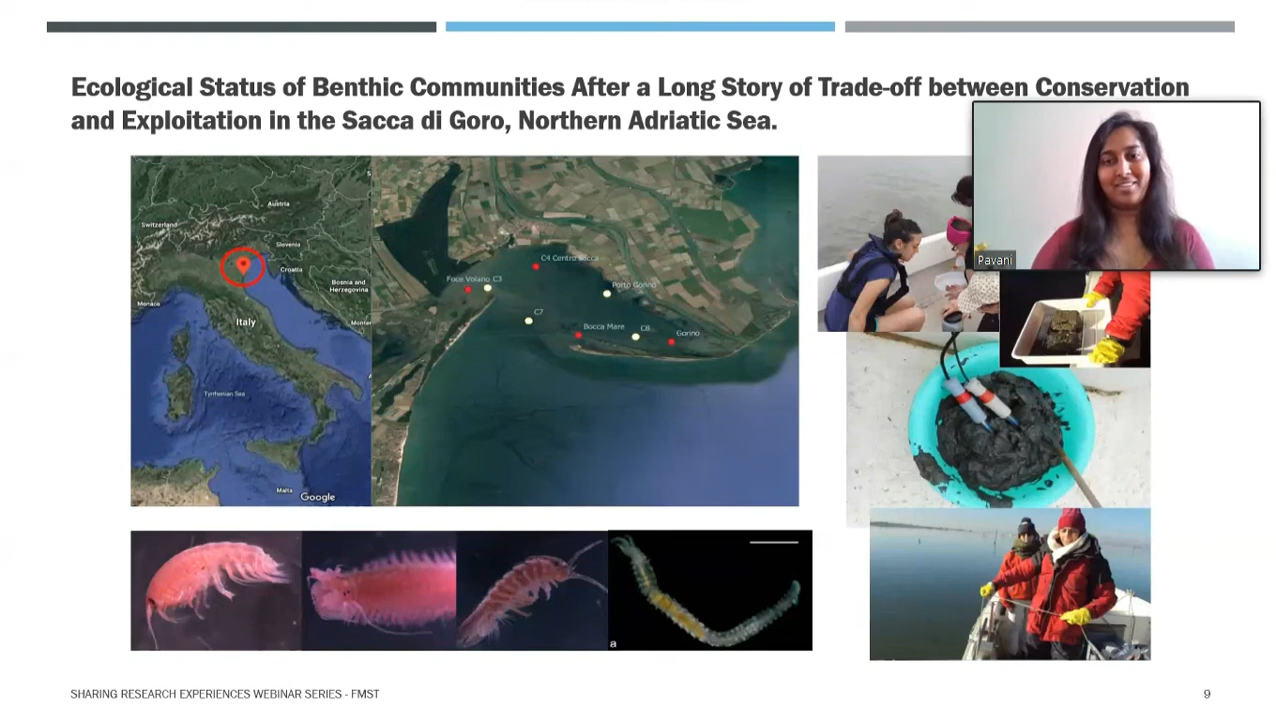 Ecological Status of Benthic Communities After a Long Story of Trade-off between Conservation
and Exploitation in the Sacca di Goro, Northern Adriatic Sea.
Pavani
Austria
Switzerland
Slovenia
Croatia
Bosnia and
Herzegovina
Monaco
Italy
Tyrrhenian Sea
Malta
Google
C4 Centro Sacca
Foce Volano
C3
Porto Gorino
C7
Bocca Mare
C8
Gorino
a
SHARING RESEARCH EXPERIENCES WEBINAR SERIES - FMST
9